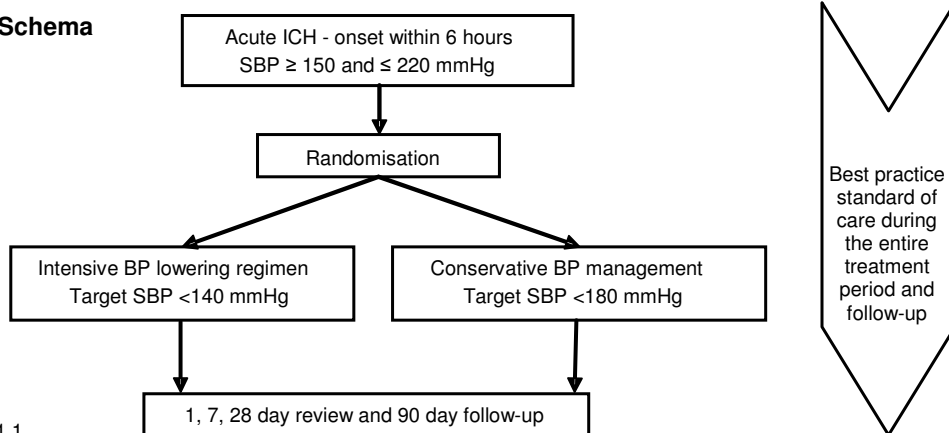 Schema
Acute ICH - onset within 6 hours
SBP ≥ 150 and ≤ 220 mmHg
Randomisation
Intensive BP lowering regimen
Target SBP <140 mmHg
Conservative BP management
Target SBP <180 mmHg
1, 7, 28 day review and 90 day follow-up
Best practice
standard of
care during
the entire
treatment
period and
follow-up